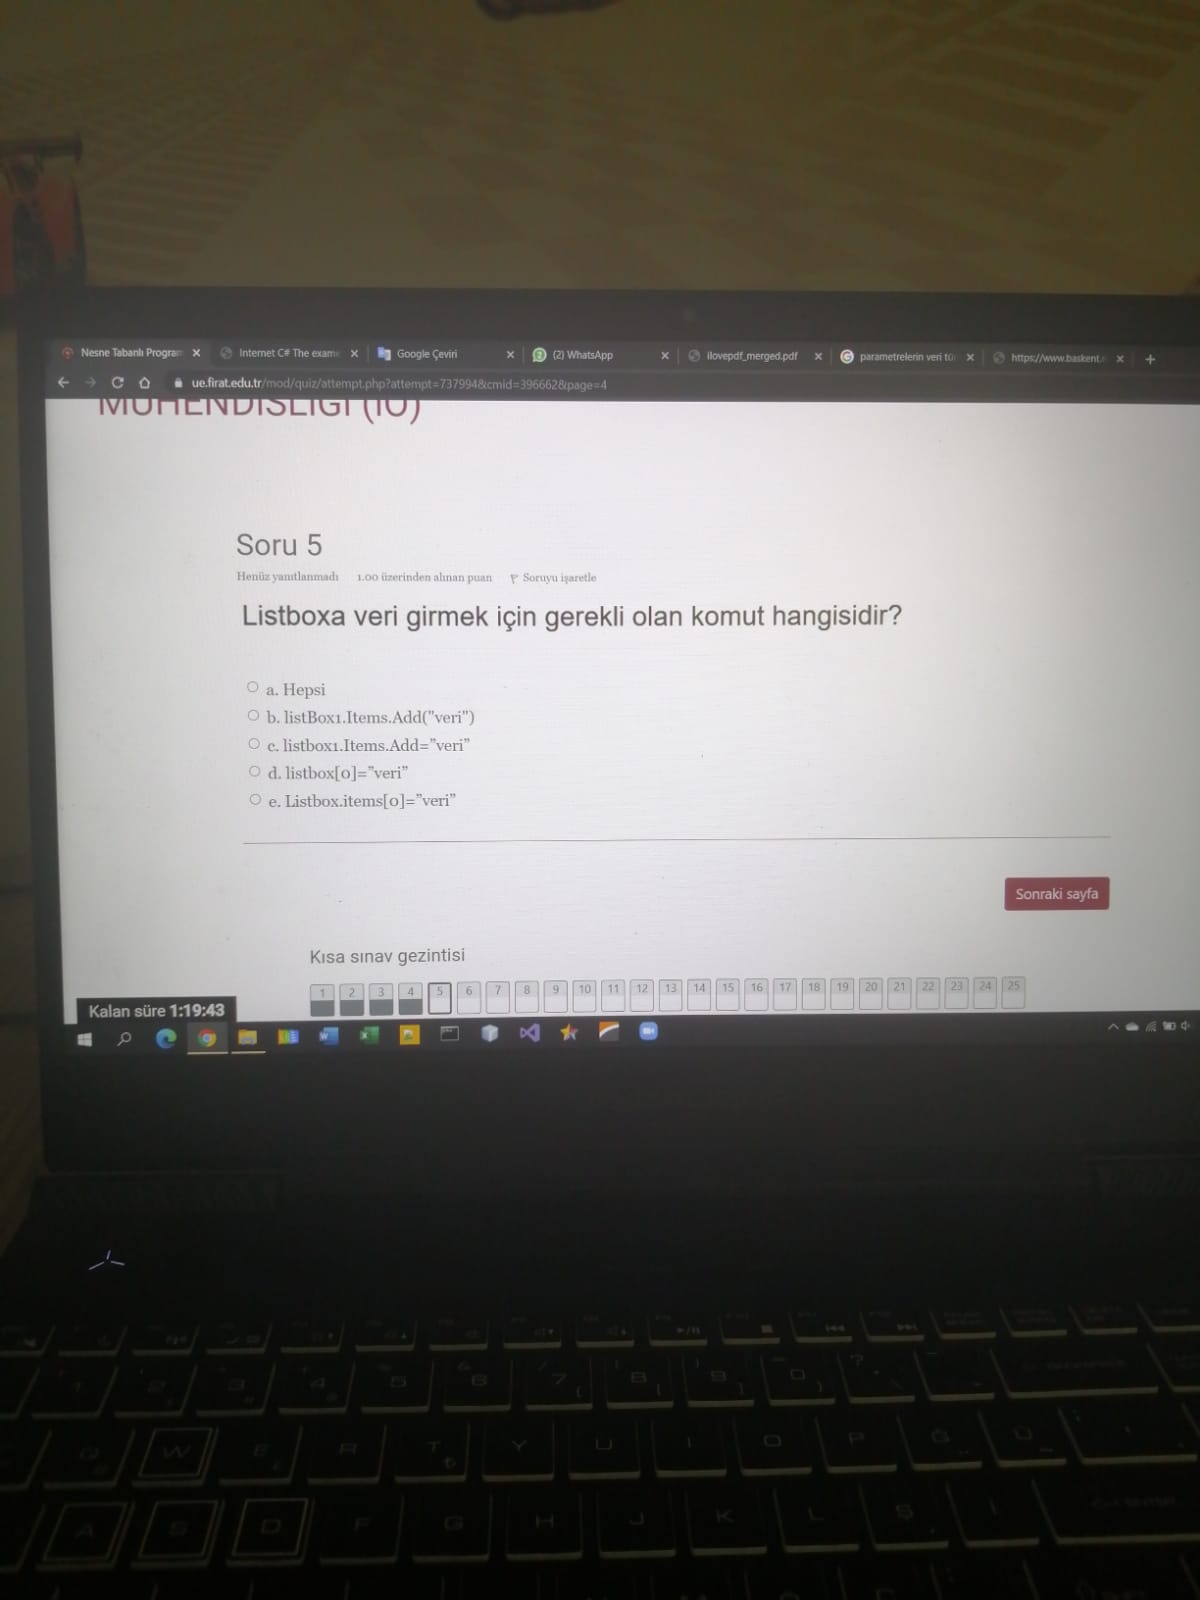 Nesne Tabanlı Program
Internet C# The exame
Google Çeviri
(2) WhatsApp
ilovepdf_merged.pdf
parametrelerin veri tür
https://www.baskent.e
ue.firat.edu.tr/mod/quiz/attempt.php?attempt=737994&cmid=396662&page=4
MÜHENDİSLİĞİ (İÖ)
Soru 5
Henüz yanıtlanmadı 1.00 üzerinden alınan puan Soruyu işaretle
Listboxa veri girmek için gerekli olan komut hangisidir?
a. Hepsi
b. listBox1.Items.Add("veri")
c. listbox1.Items.Add=”veri”
d. listbox[0]=”veri”
e. Listbox.items[0]=”veri”
Sonraki sayfa
Kısa sınav gezintisi
1 2 3 4 5 6 7 8 9 10 11 12 13 14 15 16 17 18 19 20 21 22 23 24 25
Kalan süre 1:19:43
7 8 9
Q W E R T Y U I O P Ğ Ü
A S D F G H J K L Ş İ